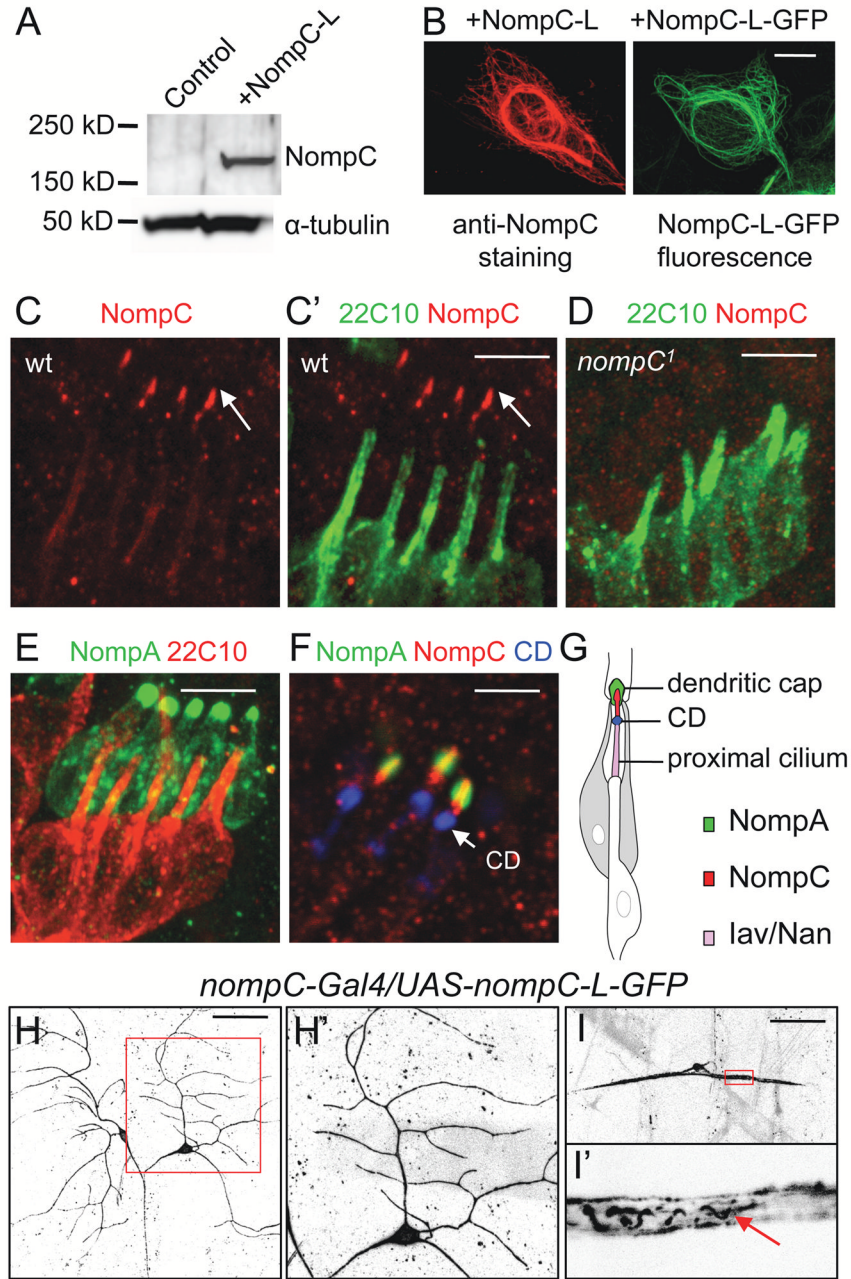 A
Control
+NompC-L
250 kD
150 kD
50 kD
NompC
α-tubulin
B
+NompC-L +NompC-L-GFP
anti-NompC
staining
NompC-L-GFP
fluorescence
C NompC
wt
C' 22C10 NompC
wt
D 22C10 NompC
nompC¹
E NompA 22C10
F NompA NompC CD
CD
G
dendritic cap
CD
proximal cilium
NompA
NompC
Iav/Nan
nompC-Gal4/UAS-nompC-L-GFP
H
H'
I
I'